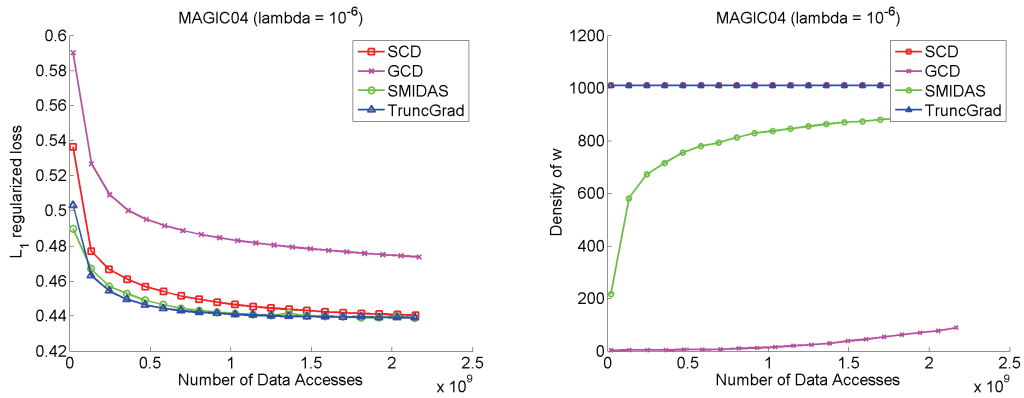 MAGIC04 (lambda = 10^-6)
L1 regularized loss
0.6
0.58
0.56
0.54
0.52
0.5
0.48
0.46
0.44
0.42
SCD
GCD
SMIDAS
TruncGrad
0
0.5
1
1.5
2
2.5
Number of Data Accesses
x 10^9
MAGIC04 (lambda = 10^-6)
Density of w
1200
1000
800
600
400
200
0
SCD
GCD
SMIDAS
TruncGrad
0
0.5
1
1.5
2
2.5
Number of Data Accesses
x 10^9